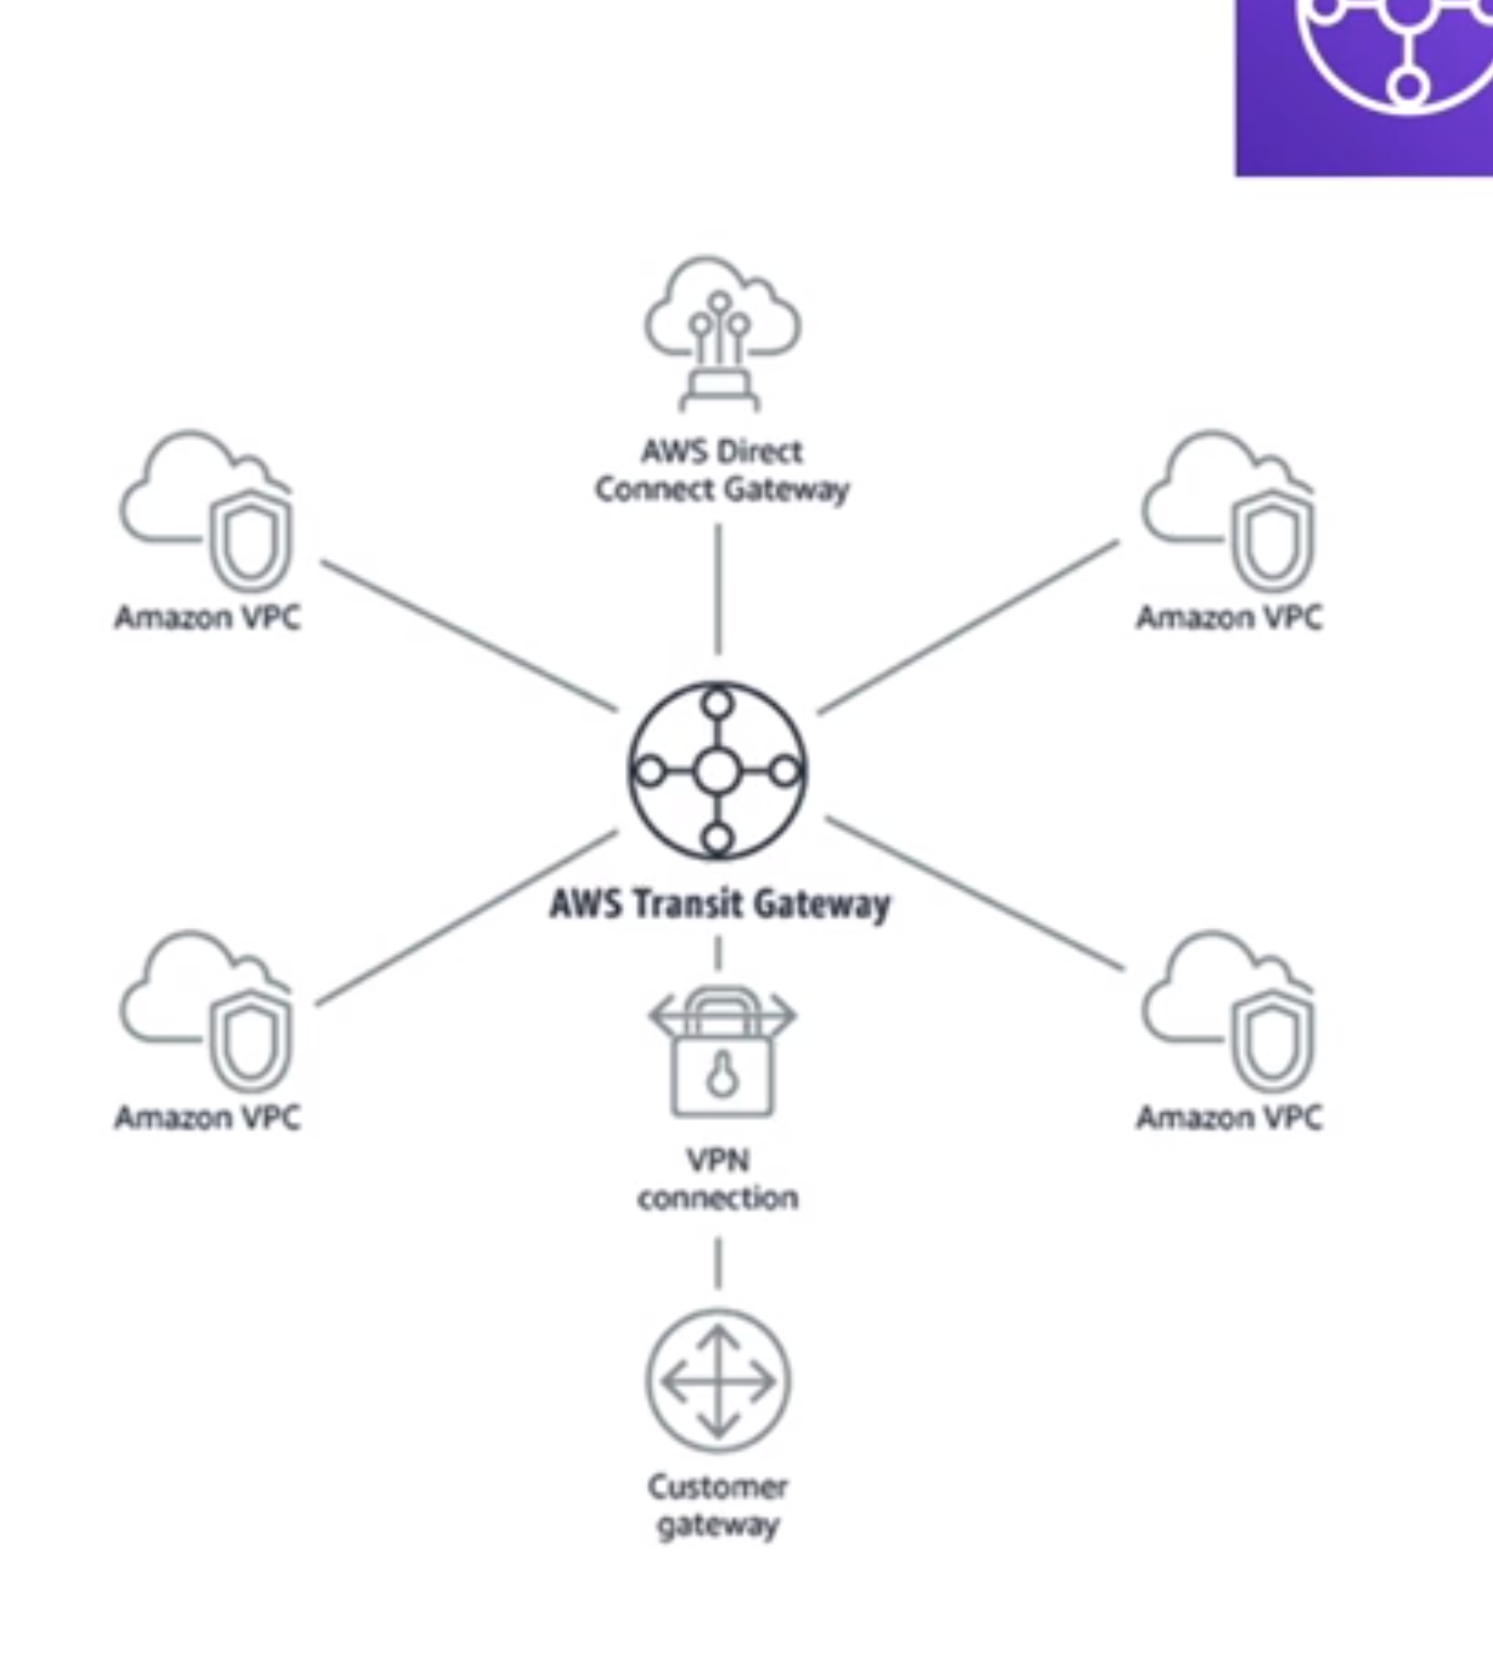 AWS Direct
Connect Gateway
Amazon VPC
Amazon VPC
AWS Transit Gateway
Amazon VPC
Amazon VPC
VPN
connection
Customer
gateway